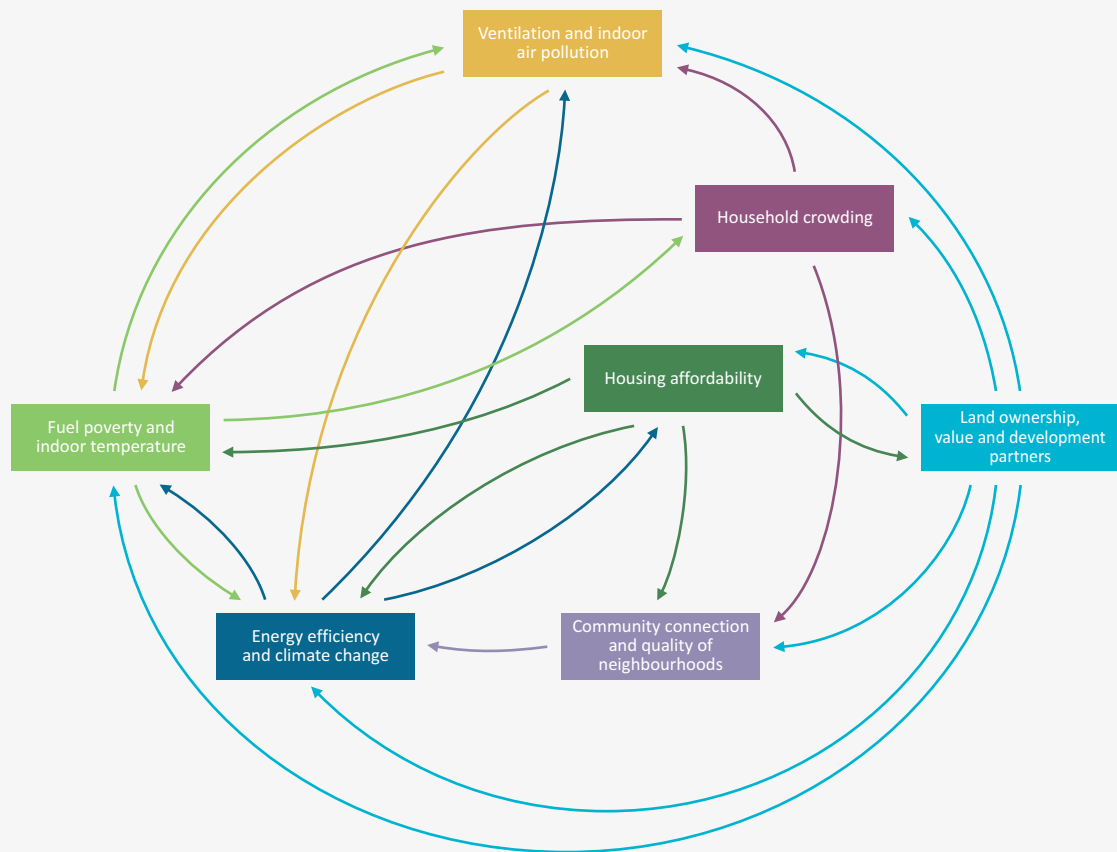 Ventilation and indoor
air pollution
Household crowding
Housing affordability
Fuel poverty and
indoor temperature
Land ownership,
value and development
partners
Energy efficiency
and climate change
Community connection
and quality of
neighbourhoods